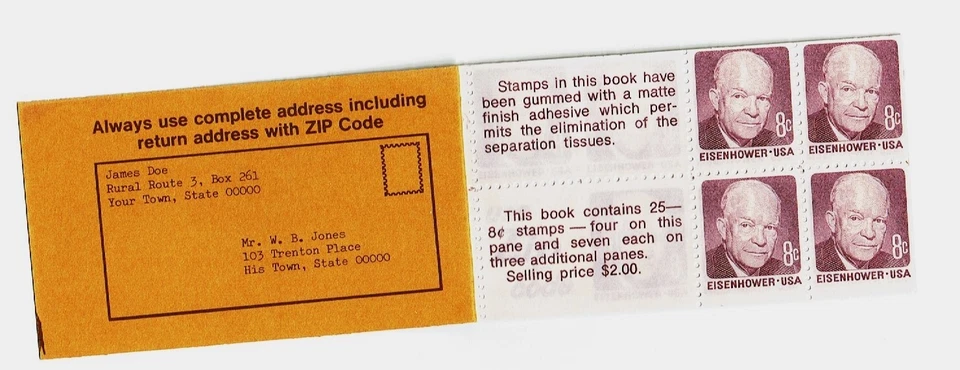 Always use complete address including
return address with ZIP Code
James Doe
Rural Route 3, Box 261
Your Town, State 00000
Mr. W. B. Jones
103 Trenton Place
His Town, State 00000
Stamps in this book have
been gummed with a matte
finish adhesive which per-
mits the elimination of the
separation tissues.
This book contains 25—
8¢ stamps — four on this
pane and seven each on
three additional panes.
Selling price $2.00.
8c
EISENHOWER·USA
8c
EISENHOWER·USA
8c
EISENHOWER·USA
8c
EISENHOWER·USA